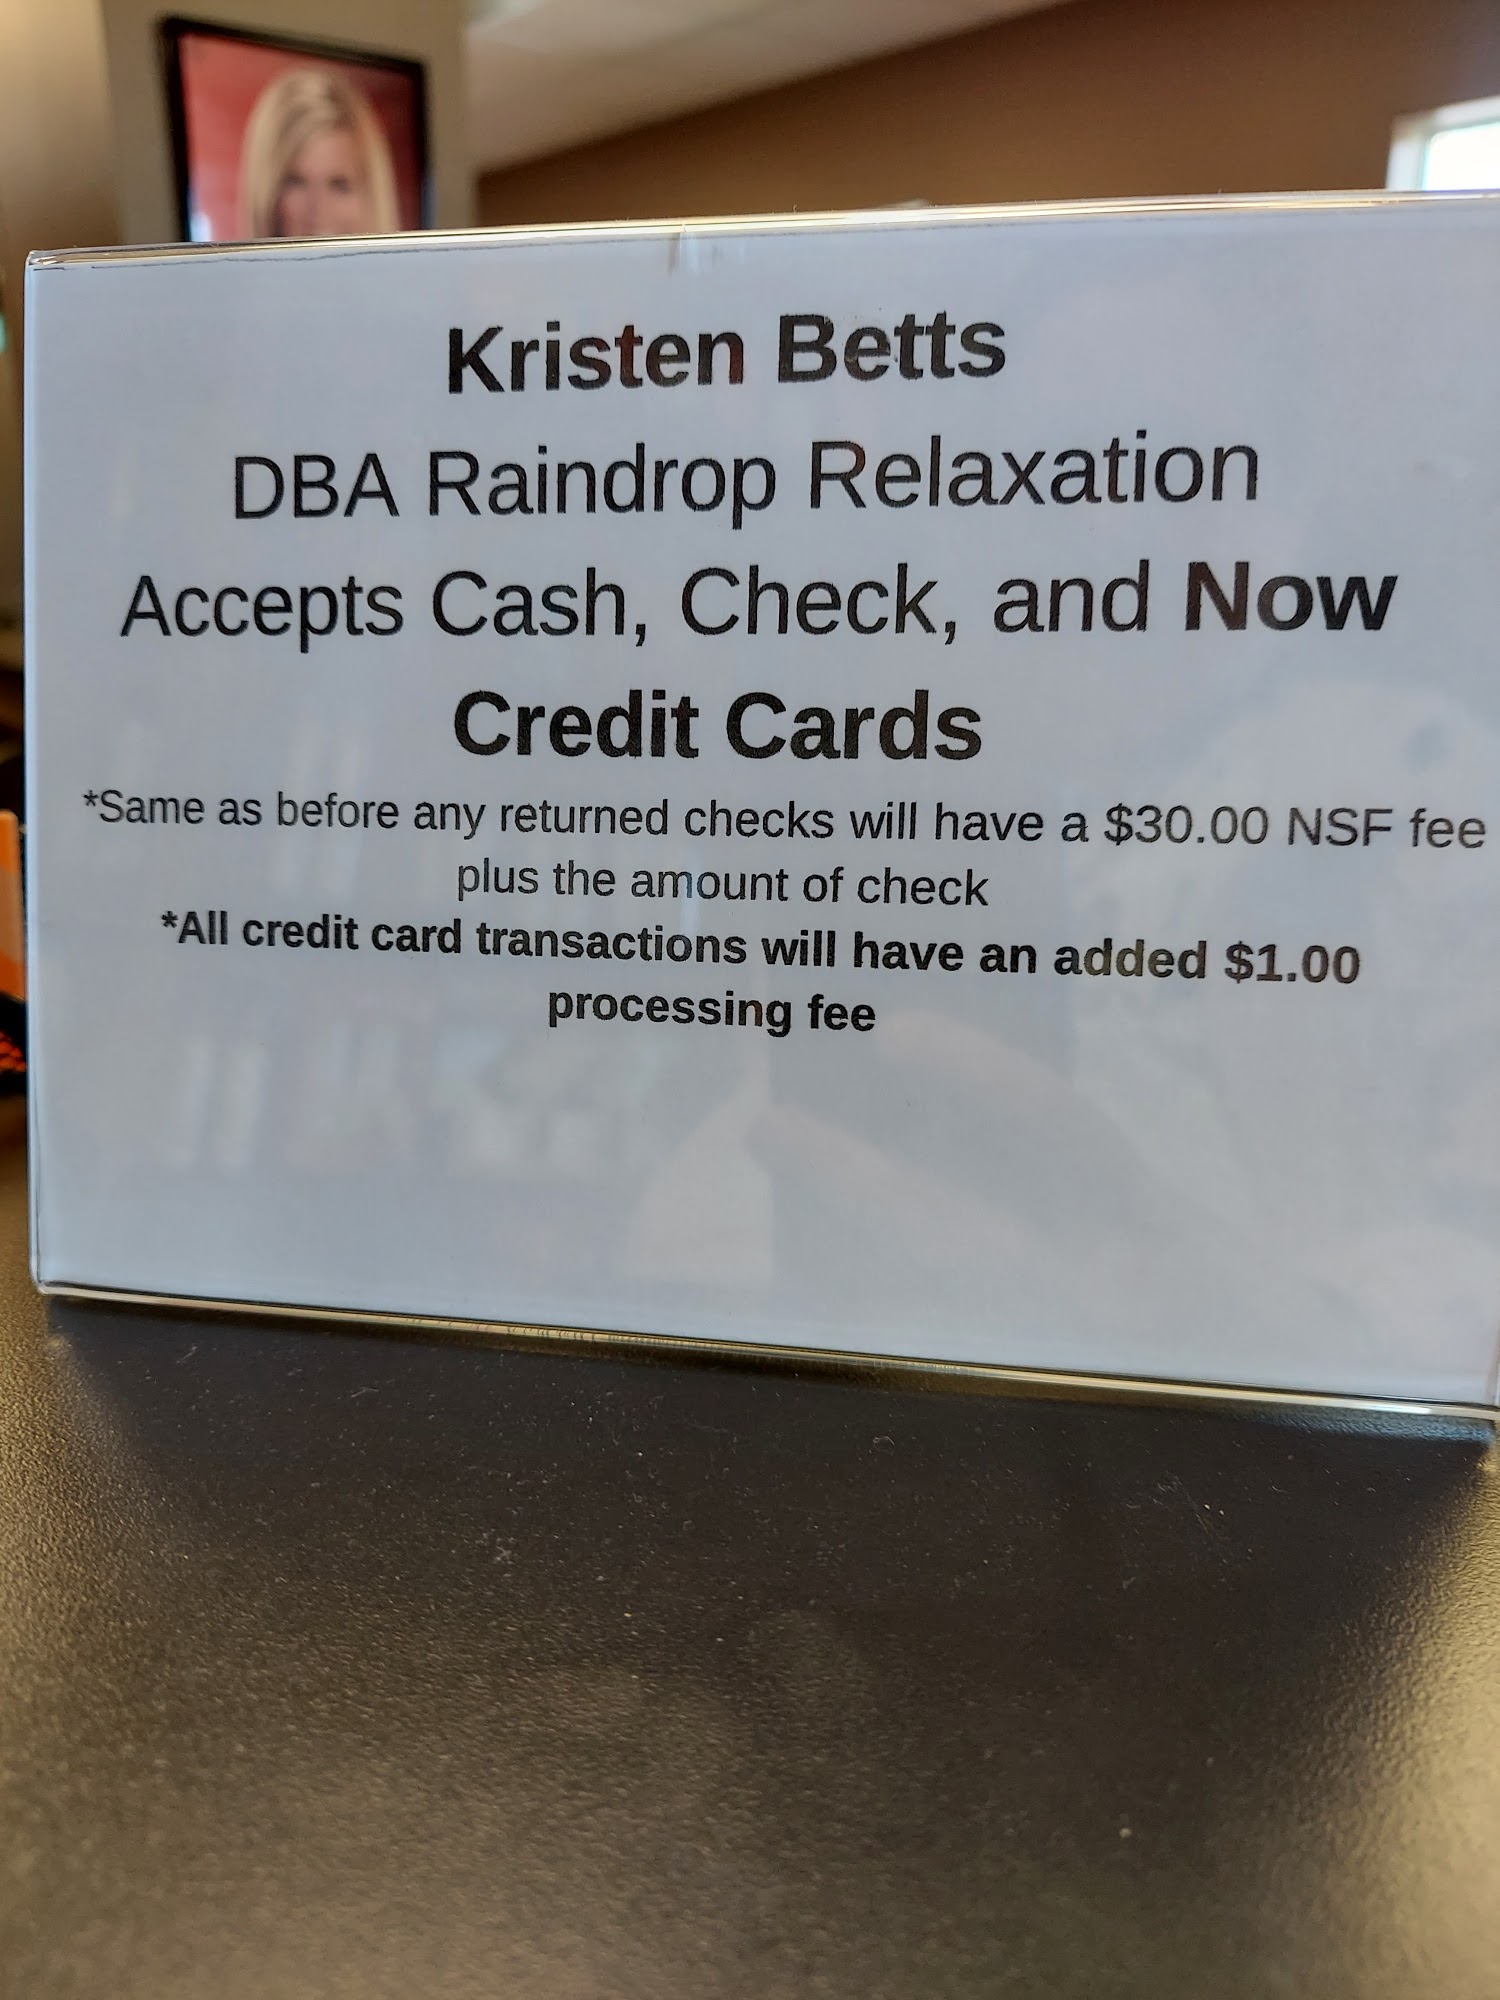 Kristen Betts
DBA Raindrop Relaxation
Accepts Cash, Check, and Now
Credit Cards
*Same as before any returned checks will have a $30.00 NSF fee
plus the amount of check
*All credit card transactions will have an added $1.00
processing fee